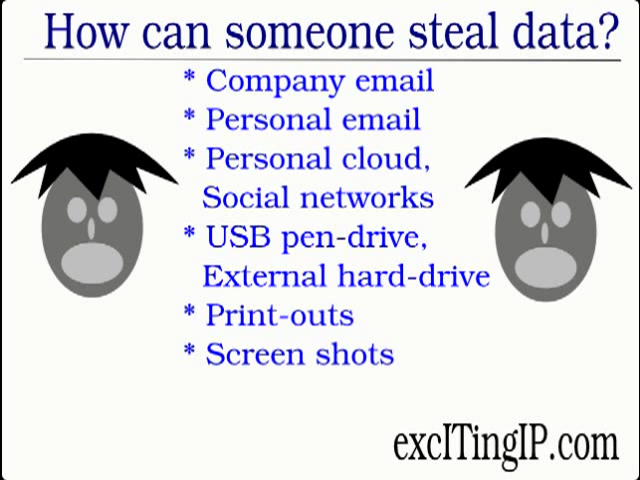 How can someone steal data?
* Company email
* Personal email
* Personal cloud,
Social networks
* USB pen-drive,
External hard-drive
* Print-outs
* Screen shots
excITingIP.com